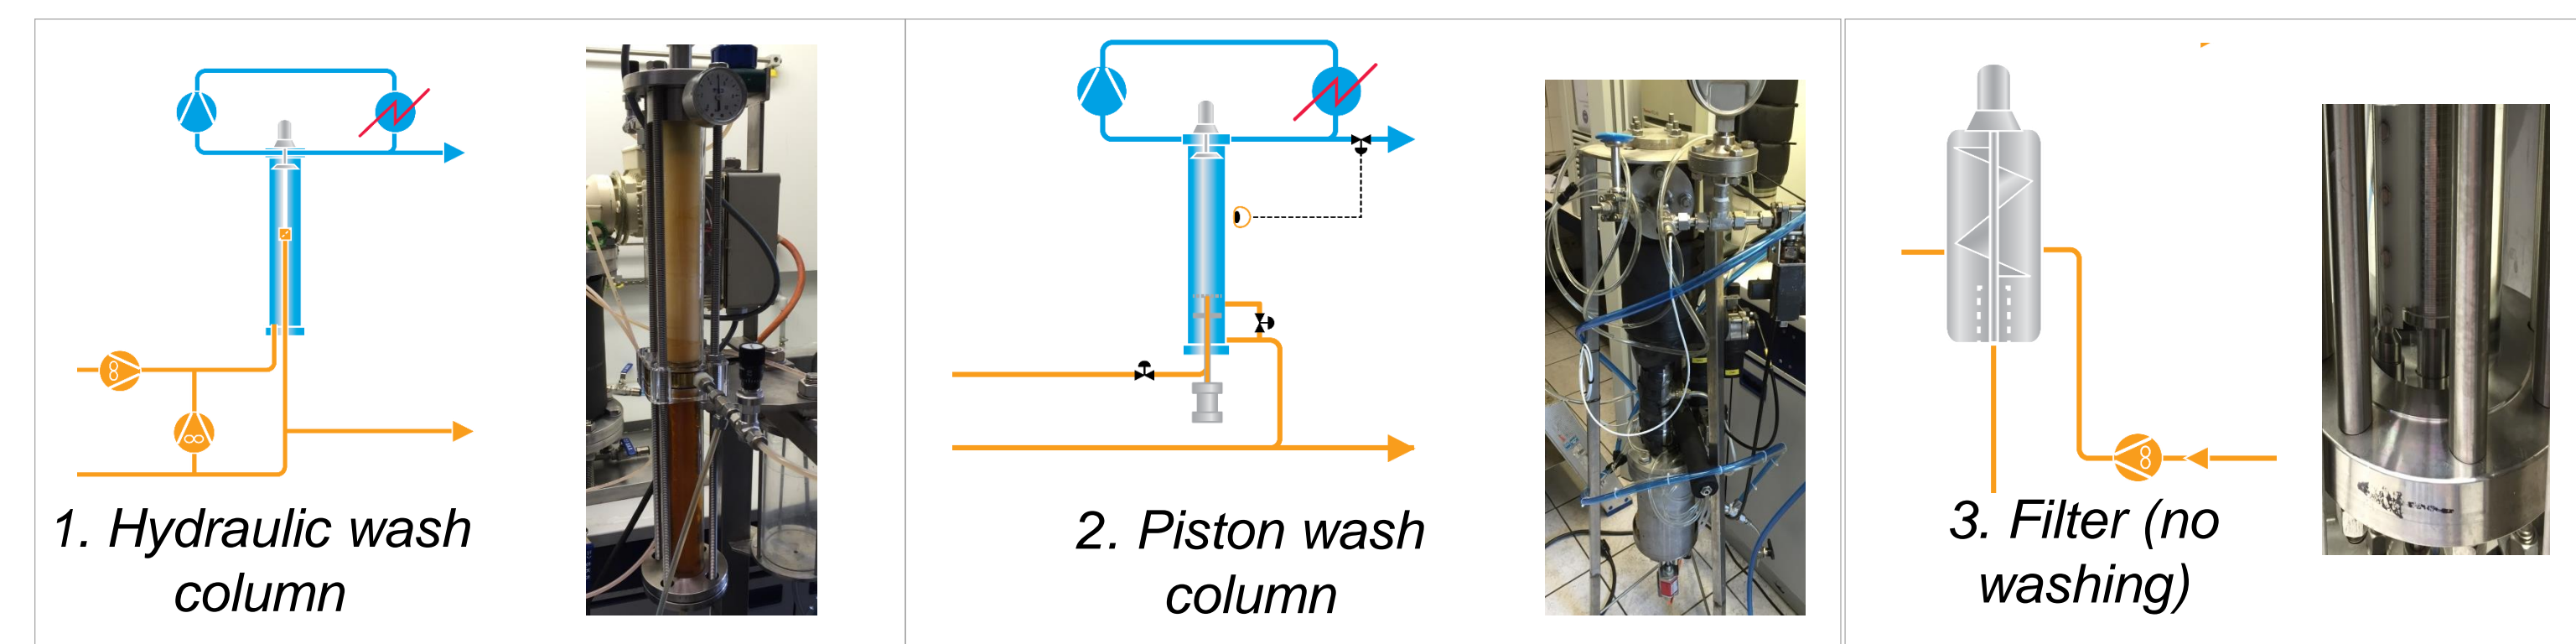 1. Hydraulic wash
column
2. Piston wash
column
3. Filter (no
washing)